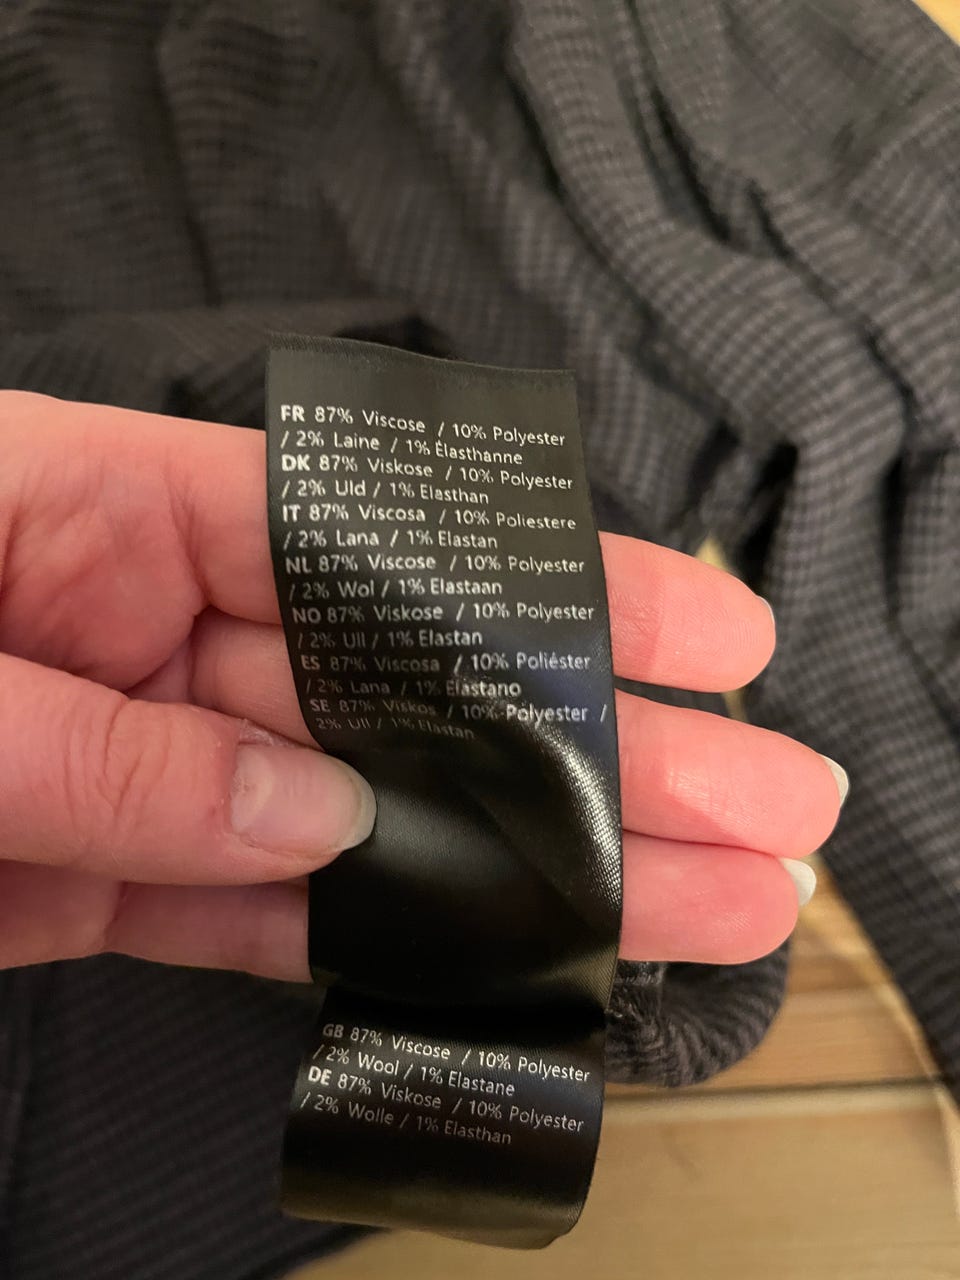 FR 87% Viscose / 10% Polyester
/ 2% Laine / 1% Élasthanne
DK 87% Viskose / 10% Polyester
/ 2% Uld / 1% Elasthan
IT 87% Viscosa / 10% Poliestere
/ 2% Lana / 1% Elastan
NL 87% Viscose / 10% Polyester
/ 2% Wol / 1% Elastaan
NO 87% Viskose / 10% Polyester
/ 2% Ull / 1% Elastan
ES 87% Viscosa / 10% Poliéster
/ 2% Lana / 1% Elastano
SE 87% Viskos / 10% Polyester /
2% Ull / 1% Elastan
GB 87% Viscose / 10% Polyester
/ 2% Wool / 1% Elastane
DE 87% Viskose / 10% Polyester
/ 2% Wolle / 1% Elasthan